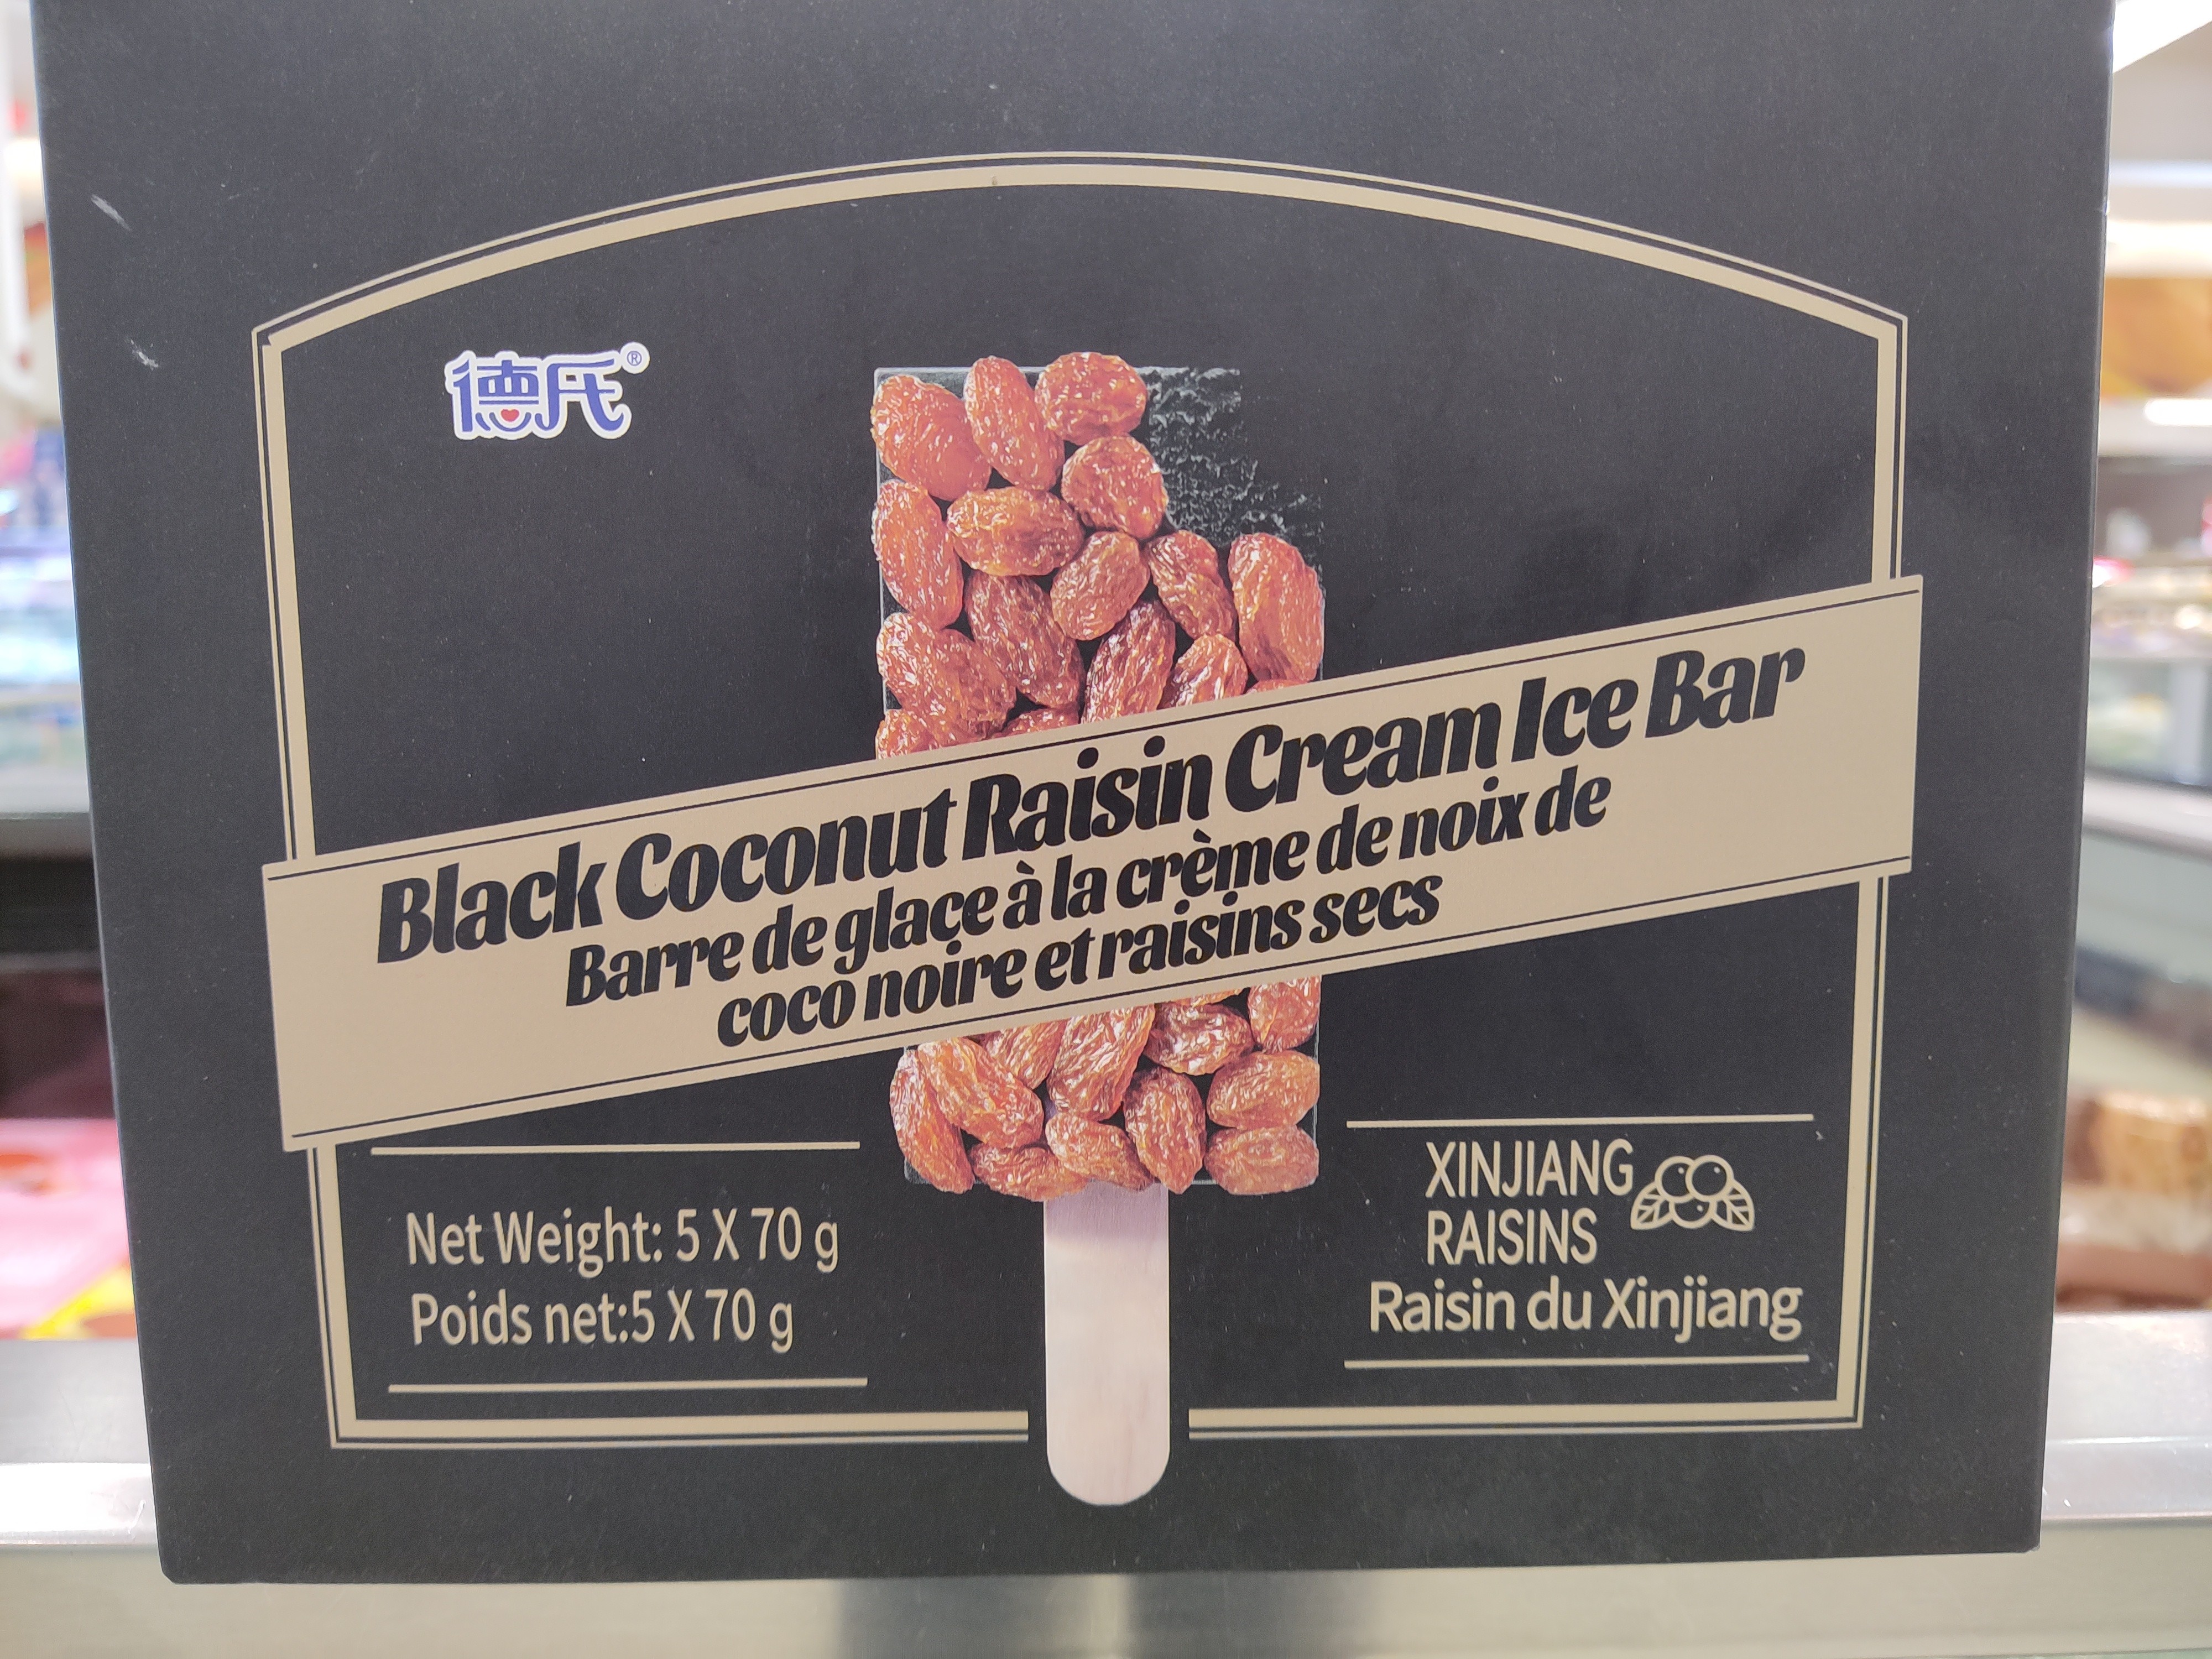 德氏®
Black Coconut Raisin Cream Ice Bar
Barre de glace à la crème de noix de
coco noire et raisins secs
Net Weight: 5 X 70 g
Poids net:5 X 70 g
XINJIANG
RAISINS
Raisin du Xinjiang